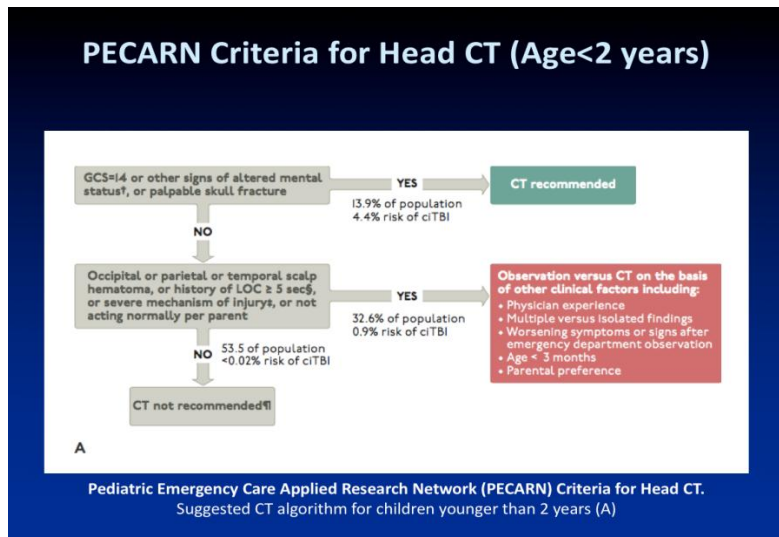 PECARN Criteria for Head CT (Age<2 years)
GCS=14 or other signs of altered mental
status†, or palpable skull fracture
YES
13.9% of population
4.4% risk of ciTBI
CT recommended
NO
Occipital or parietal or temporal scalp
hematoma, or history of LOC ≥ 5 sec§,
or severe mechanism of injury‡, or not
acting normally per parent
YES
32.6% of population
0.9% risk of ciTBI
Observation versus CT on the basis
of other clinical factors including:
• Physician experience
• Multiple versus isolated findings
• Worsening symptoms or signs after
emergency department observation
• Age < 3 months
• Parental preference
NO
53.5 of population
<0.02% risk of ciTBI
CT not recommended¶
A
Pediatric Emergency Care Applied Research Network (PECARN) Criteria for Head CT.
Suggested CT algorithm for children younger than 2 years (A)